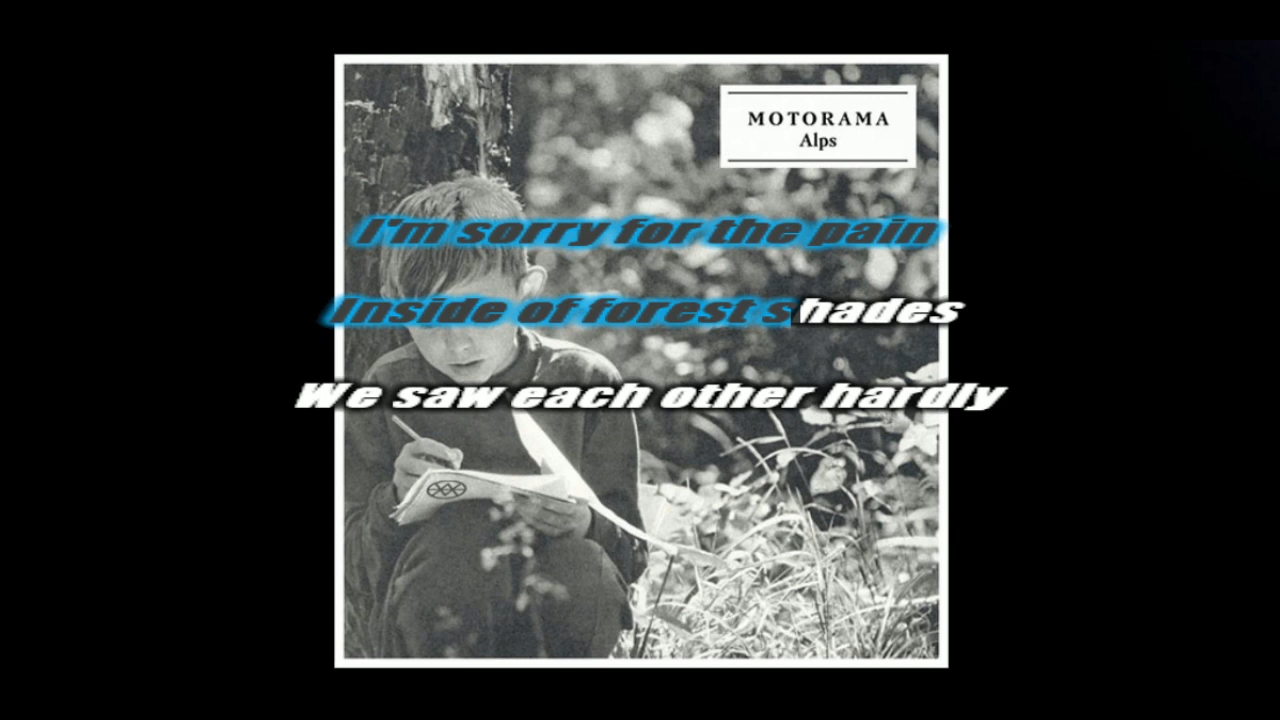 MOTORAMA
Alps
I'm sorry for the pain
Inside of forest shades
We saw each other hardly